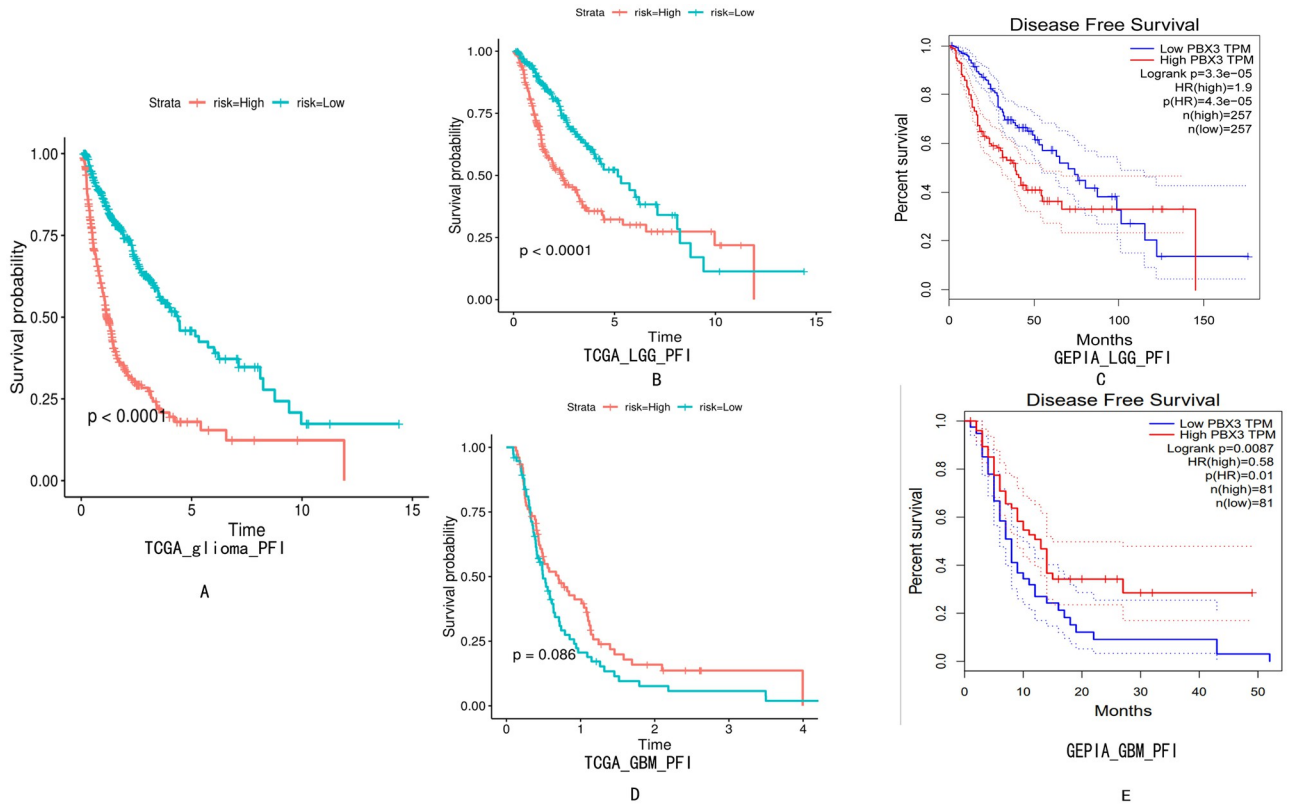 Strata risk=High risk=Low
Survival probability
1.00
0.75
0.50
0.25
0.00
p < 0.0001
0 5 10 15
Time
TCGA_glioma_PFI
A
Strata risk=High risk=Low
Survival probability
1.00
0.75
0.50
0.25
0.00
p < 0.0001
0 5 10 15
Time
TCGA_LGG_PFI
B
Disease Free Survival
Low PBX3 TPM
High PBX3 TPM
Logrank p=3.3e−05
HR(high)=1.9
p(HR)=4.3e−05
n(high)=257
n(low)=257
Percent survival
1.0
0.8
0.6
0.4
0.2
0.0
0 50 100 150
Months
GEPIA_LGG_PFI
C
Strata risk=High risk=Low
Survival probability
1.00
0.75
0.50
0.25
0.00
p = 0.086
0 1 2 3 4
Time
TCGA_GBM_PFI
D
Disease Free Survival
Low PBX3 TPM
High PBX3 TPM
Logrank p=0.0087
HR(high)=0.58
p(HR)=0.01
n(high)=81
n(low)=81
Percent survival
1.0
0.8
0.6
0.4
0.2
0.0
0 10 20 30 40 50
Months
GEPIA_GBM_PFI
E